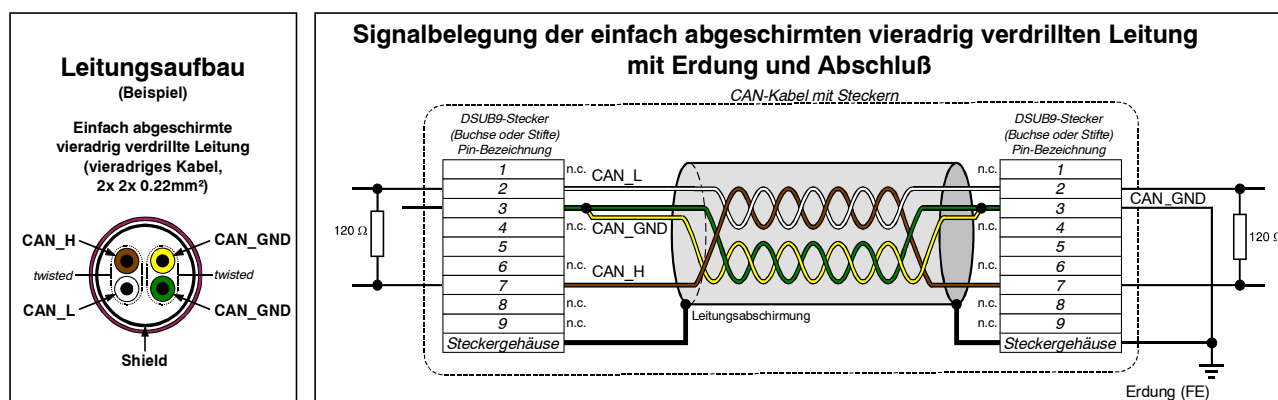 Leitungsaufbau
(Beispiel)
Einfach abgeschirmte
vieradrig verdrillte Leitung
(vieradriges Kabel,
2x 2x 0.22mm²)
CAN_H
CAN_GND
twisted
twisted
CAN_L
CAN_GND
Shield
Signalbelegung der einfach abgeschirmten vieradrig verdrillten Leitung
mit Erdung und Abschluß
CAN-Kabel mit Steckern
DSUB9-Stecker
(Buchse oder Stifte)
Pin-Bezeichnung
1
2
3
4
5
6
7
8
9
Steckergehäuse
120 Ω
n.c.
CAN_L
n.c.
CAN_GND
n.c.
CAN_H
n.c.
n.c.
Leitungsabschirmung
DSUB9-Stecker
(Buchse oder Stifte)
Pin-Bezeichnung
n.c.
n.c.
n.c.
n.c.
n.c.
1
2
3
4
5
6
7
8
9
Steckergehäuse
CAN_GND
120 Ω
Erdung (FE)